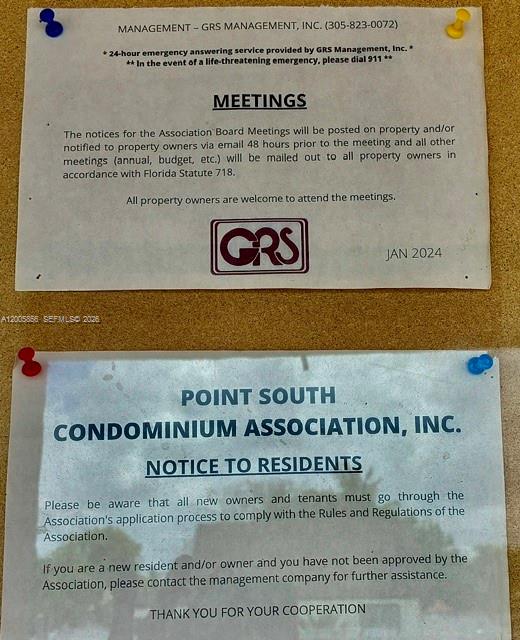 MANAGEMENT – GRS MANAGEMENT, INC. (305-823-0072)
* 24-hour emergency answering service provided by GRS Management, Inc. *
** In the event of a life-threatening emergency, please dial 911 **
MEETINGS
The notices for the Association Board Meetings will be posted on property and/or
notified to property owners via email 48 hours prior to the meeting and all other
meetings (annual, budget, etc.) will be mailed out to all property owners in
accordance with Florida Statute 718.
All property owners are welcome to attend the meetings.
GRS
JAN 2024
A12005856 SEFMLS© 2026
POINT SOUTH
CONDOMINIUM ASSOCIATION, INC.
NOTICE TO RESIDENTS
Please be aware that all new owners and tenants must go through the
Association's application process to comply with the Rules and Regulations of the
Association.
If you are a new resident and/or owner and you have not been approved by the
Association, please contact the management company for further assistance.
THANK YOU FOR YOUR COOPERATION